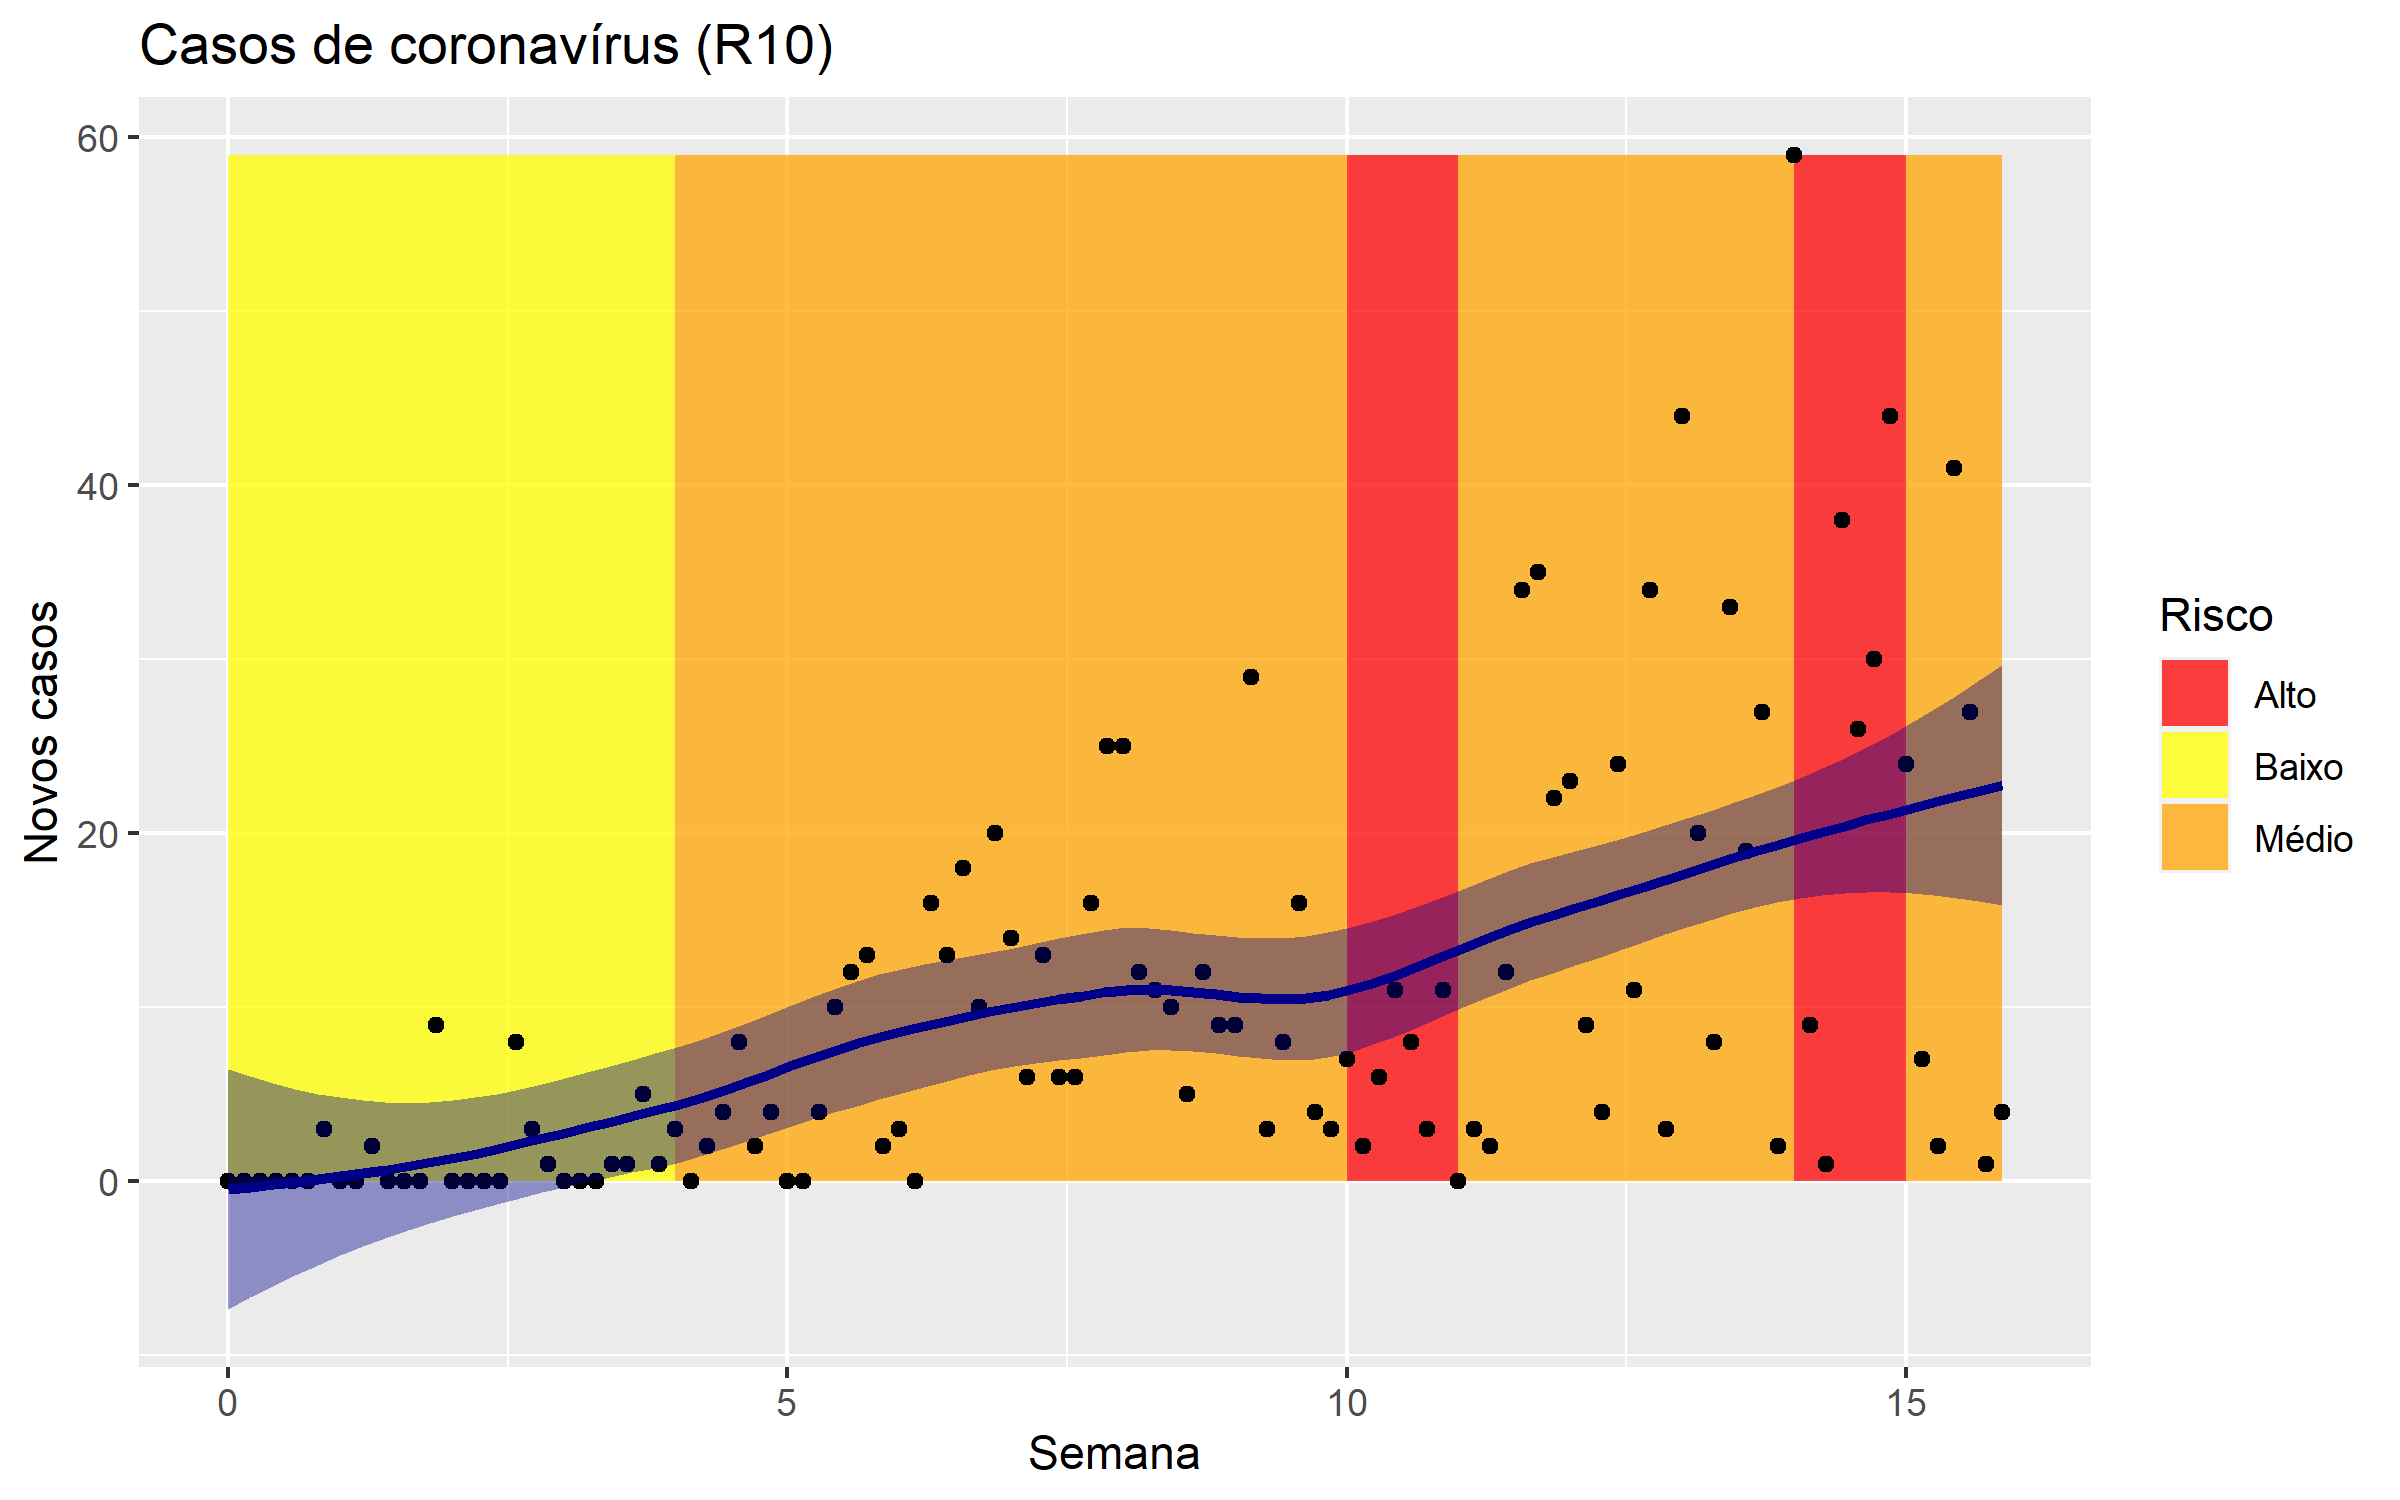 Casos de coronavírus (R10)
60
40
20
0
Novos casos
0
5
10
15
Semana
Risco
Alto
Baixo
Médio